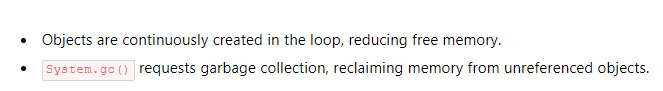 • Objects are continuously created in the loop, reducing free memory.
• System.gc() requests garbage collection, reclaiming memory from unreferenced objects.